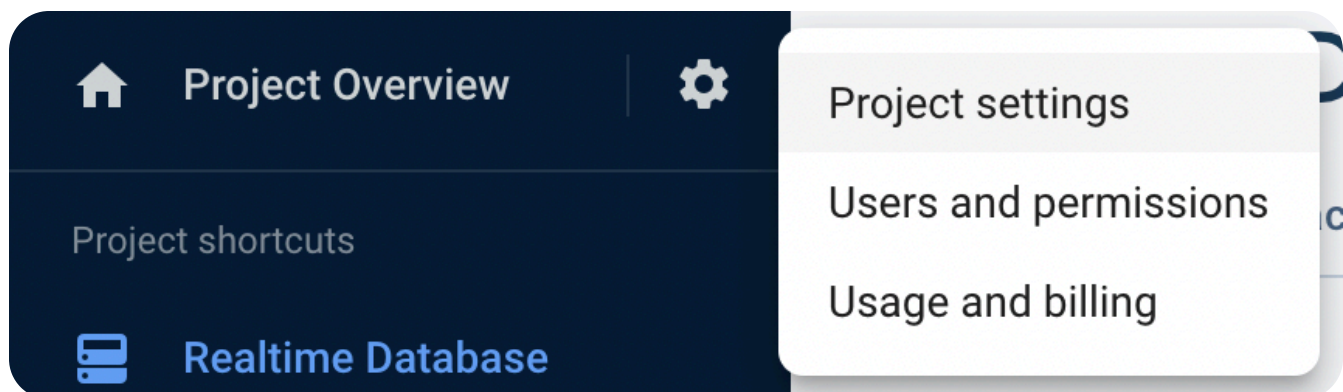 Project Overview
Project settings
Users and permissions
Project shortcuts
Usage and billing
Realtime Database